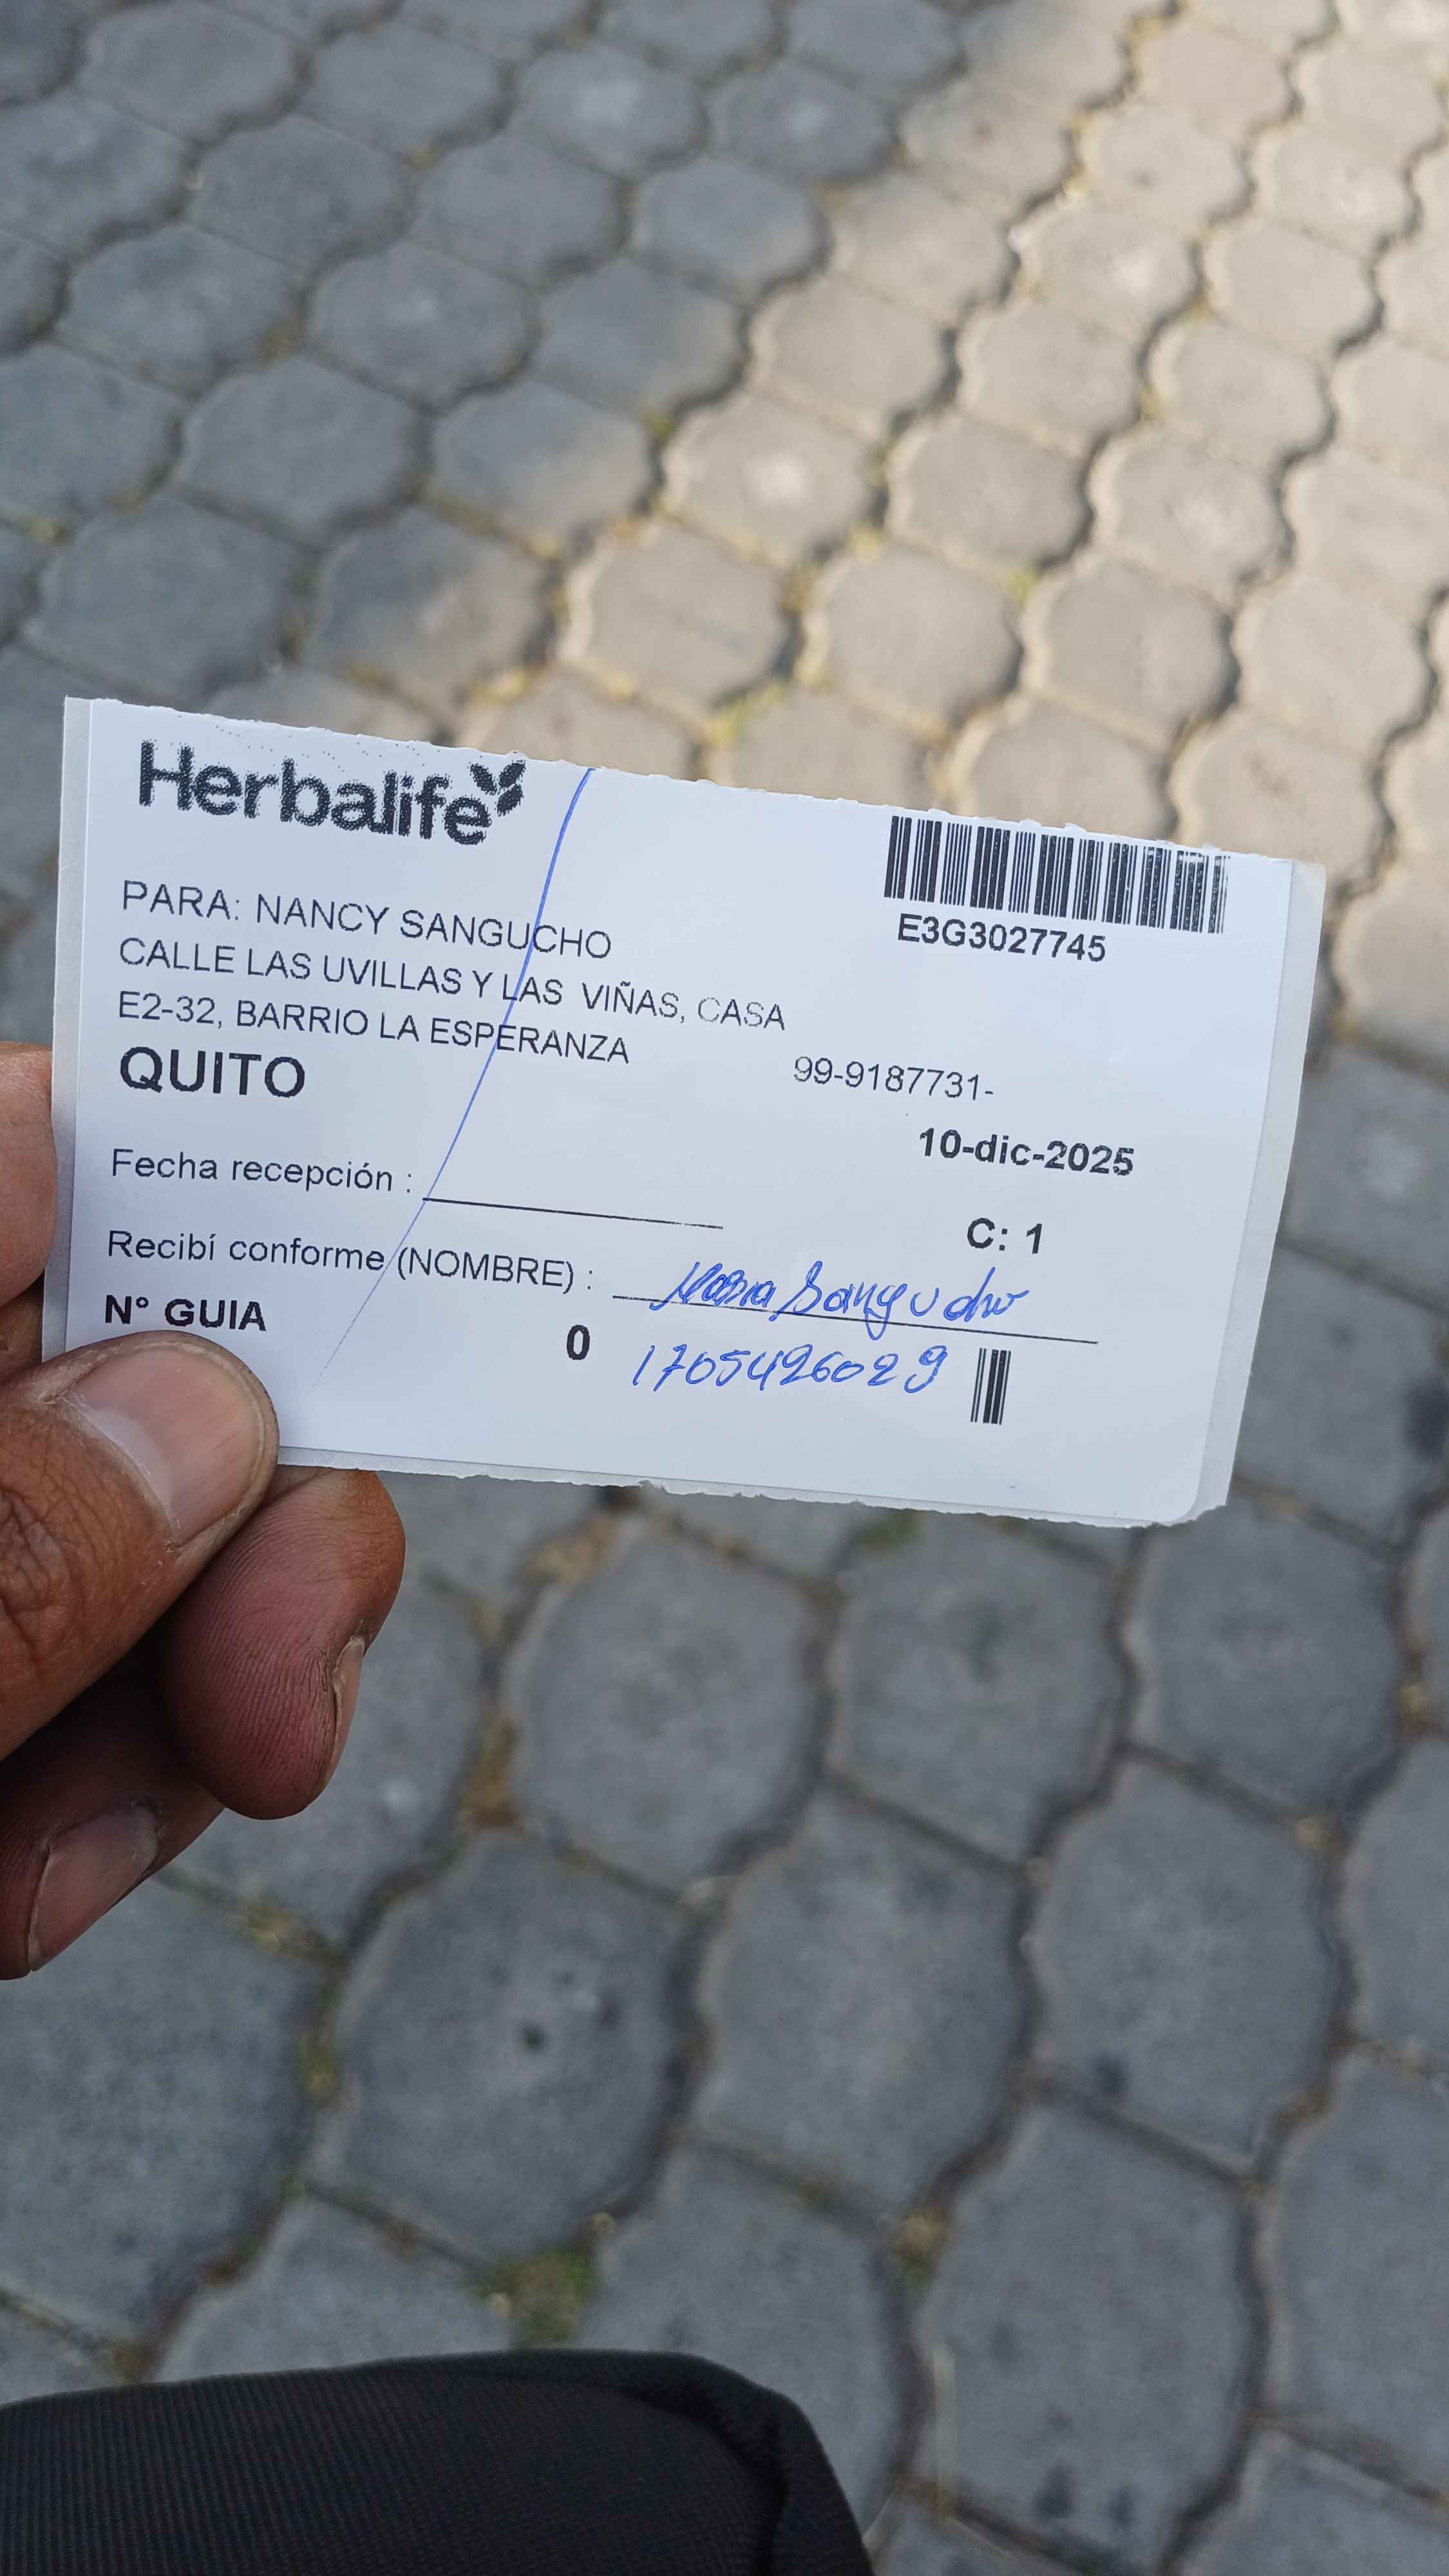 Herbalife
E3G3027745
PARA: NANCY SANGUCHO
CALLE LAS UVILLAS Y LAS VIÑAS, CASA
E2-32, BARRIO LA ESPERANZA
99-9187731-
QUITO
10-dic-2025
Fecha recepción :
C: 1
Recibí conforme (NOMBRE) : Sangucho
N° GUIA
0
1705426029